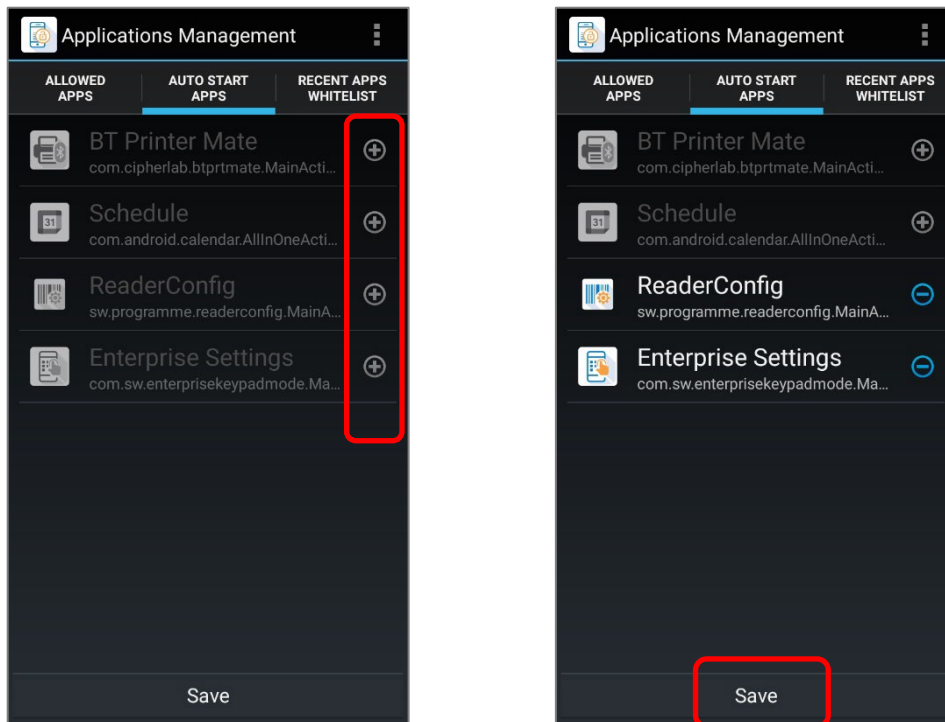 Applications Management
ALLOWED APPS
AUTO START APPS
RECENT APPS WHITELIST
31
BT Printer Mate
com.cipherlab.btprtmate.MainActi...
Schedule
com.android.calendar.AllInOneActi...
ReaderConfig
sw.programme.readerconfig.MainA...
Enterprise Settings
com.sw.enterprisekeypadmode.Ma...
Save
Applications Management
ALLOWED APPS
AUTO START APPS
RECENT APPS WHITELIST
31
BT Printer Mate
com.cipherlab.btprtmate.MainActi...
Schedule
com.android.calendar.AllInOneActi...
ReaderConfig
sw.programme.readerconfig.MainA...
Enterprise Settings
com.sw.enterprisekeypadmode.Ma...
Save